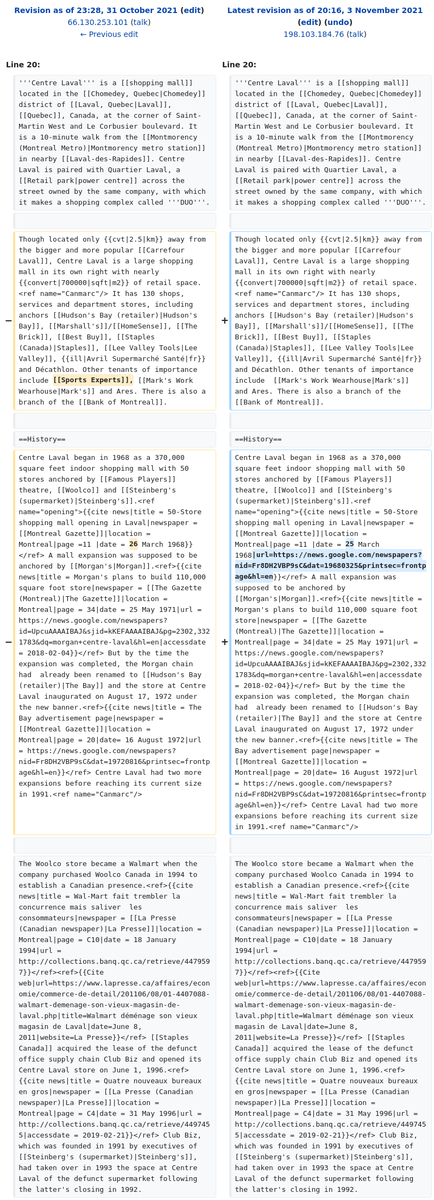 Revision as of 23:28, 31 October 2021 (edit)
66.130.253.101 (talk)
← Previous edit
Latest revision as of 20:16, 3 November 2021
(edit) (undo)
198.103.184.76 (talk)
Line 20:
'''Centre Laval''' is a [[shopping mall]]
located in the [[Chomedey, Quebec|Chomedey]]
district of [[Laval, Quebec|Laval]],
[[Quebec]], Canada, at the corner of Saint-
Martin West and Le Corbusier boulevard. It
is a 10-minute walk from the [[Montmorency
(Montreal Metro)|Montmorency metro station]]
in nearby [[Laval-des-Rapides]]. Centre
Laval is paired with Quartier Laval, a
[[Retail park|power centre]] across the
street owned by the same company, with which
it makes a shopping complex called '''DUO'''.
Though located only {{cvt|2.5|km}} away from
the bigger and more popular [[Carrefour
Laval]], Centre Laval is a large shopping
mall in its own right with nearly
{{convert|700000|sqft|m2}} of retail space.
<ref name="Canmarc"/> It has 130 shops,
services and department stores, including
anchors [[Hudson's Bay (retailer)|Hudson's
Bay]], [[Marshall's]]/[[HomeSense]], [[The
Brick]], [[Best Buy]], [[Staples
(Canada)|Staples]], [[Lee Valley Tools|Lee
Valley]], {{ill|Avril Supermarché Santé|fr}}
and Décathlon. Other tenants of importance
include [[Sports Experts]], [[Mark's Work
Wearhouse|Mark's]] and Ares. There is also a
branch of the [[Bank of Montreal]].
==History==
Centre Laval began in 1968 as a 370,000
square feet indoor shopping mall with 50
stores anchored by [[Famous Players]]
theatre, [[Woolco]] and [[Steinberg's
(supermarket)|Steinberg's]].<ref
name="opening">{{cite news|title = 50-Store
shopping mall opening in Laval|newspaper =
[[Montreal Gazette]]|location =
Montreal|page =11 |date = 26 March 1968}}
</ref> A mall expansion was supposed to be
anchored by [[Morgan's|Morgan]].<ref>{{cite
news|title = Morgan's plans to build 110,000
square foot store|newspaper = [[The Gazette
(Montreal)|The Gazette]]|location =
Montreal|page = 34|date = 25 May 1971|url =
https://news.google.com/newspapers?
id=UpcuAAAAIBAJ&sjid=kKEFAAAAIBAJ&pg=2302,332
1783&dq=morgan+centre-laval&hl=en|accessdate
= 2018-02-04}}</ref> But by the time the
expansion was completed, the Morgan chain
had  already been renamed to [[Hudson's Bay
(retailer)|The Bay]] and the store at Centre
Laval inaugurated on August 17, 1972 under
the new banner.<ref>{{cite news|title = The
Bay advertisement page|newspaper =
[[Montreal Gazette]]|location =
Montreal|page = 20|date= 16 August 1972|url
= https://news.google.com/newspapers?
nid=Fr8DH2VBP9sC&dat=19720816&printsec=frontp
age&hl=en}}</ref> Centre Laval had two more
expansions before reaching its current size
in 1991.<ref name="Canmarc"/>
The Woolco store became a Walmart when the
company purchased Woolco Canada in 1994 to
establish a Canadian presence.<ref>{{cite
news|title = Wal-Mart fait trembler la
concurrence mais saliver  les
consommateurs|newspaper = [[La Presse
(Canadian newspaper)|La Presse]]|location =
Montreal|page = C10|date = 18 January
1994|url =
http://collections.banq.qc.ca/retrieve/447959
7}}</ref><ref>{{Cite
web|url=https://www.lapresse.ca/affaires/econ
omie/commerce-de-detail/201106/08/01-4407088-
walmart-demenage-son-vieux-magasin-de-
laval.php|title=Walmart déménage son vieux
magasin de Laval|date=June 8,
2011|website=La Presse}}</ref> [[Staples
Canada]] acquired the lease of the defunct
office supply chain Club Biz and opened its
Centre Laval store on June 1, 1996.<ref>
{{cite news|title = Quatre nouveaux bureaux
en gros|newspaper = [[La Presse (Canadian
newspaper)|La Presse]]|location =
Montreal|page = C4|date = 31 May 1996|url =
http://collections.banq.qc.ca/retrieve/449745
5|accessdate = 2019-02-21}}</ref> Club Biz,
which was founded in 1991 by executives of
[[Steinberg's (supermarket)|Steinberg's]],
had taken over in 1993 the space at Centre
Laval of the defunct supermarket following
the latter's closing in 1992.
Line 20:
'''Centre Laval''' is a [[shopping mall]]
located in the [[Chomedey, Quebec|Chomedey]]
district of [[Laval, Quebec|Laval]],
[[Quebec]], Canada, at the corner of Saint-
Martin West and Le Corbusier boulevard. It
is a 10-minute walk from the [[Montmorency
(Montreal Metro)|Montmorency metro station]]
in nearby [[Laval-des-Rapides]]. Centre
Laval is paired with Quartier Laval, a
[[Retail park|power centre]] across the
street owned by the same company, with which
it makes a shopping complex called '''DUO'''.
Though located only {{cvt|2.5|km}} away from
the bigger and more popular [[Carrefour
Laval]], Centre Laval is a large shopping
mall in its own right with nearly
{{convert|700000|sqft|m2}} of retail space.
<ref name="Canmarc"/> It has 130 shops,
services and department stores, including
anchors [[Hudson's Bay (retailer)|Hudson's
Bay]], [[Marshall's]]/[[HomeSense]], [[The
Brick]], [[Best Buy]], [[Staples
(Canada)|Staples]], [[Lee Valley Tools|Lee
Valley]], {{ill|Avril Supermarché Santé|fr}}
and Décathlon. Other tenants of importance
include  [[Mark's Work Wearhouse|Mark's]]
and Ares. There is also a branch of the
[[Bank of Montreal]].
==History==
Centre Laval began in 1968 as a 370,000
square feet indoor shopping mall with 50
stores anchored by [[Famous Players]]
theatre, [[Woolco]] and [[Steinberg's
(supermarket)|Steinberg's]].<ref
name="opening">{{cite news|title = 50-Store
shopping mall opening in Laval|newspaper =
[[Montreal Gazette]]|location =
Montreal|page =11 |date = 25 March
1968|url=https://news.google.com/newspapers?
nid=Fr8DH2VBP9sC&dat=19680325&printsec=frontp
age&hl=en}}</ref> A mall expansion was
supposed to be anchored by
[[Morgan's|Morgan]].<ref>{{cite news|title =
Morgan's plans to build 110,000 square foot
store|newspaper = [[The Gazette
(Montreal)|The Gazette]]|location =
Montreal|page = 34|date = 25 May 1971|url =
https://news.google.com/newspapers?
id=UpcuAAAAIBAJ&sjid=kKEFAAAAIBAJ&pg=2302,332
1783&dq=morgan+centre-laval&hl=en|accessdate
= 2018-02-04}}</ref> But by the time the
expansion was completed, the Morgan chain
had  already been renamed to [[Hudson's Bay
(retailer)|The Bay]] and the store at Centre
Laval inaugurated on August 17, 1972 under
the new banner.<ref>{{cite news|title = The
Bay advertisement page|newspaper =
[[Montreal Gazette]]|location =
Montreal|page = 20|date= 16 August 1972|url
= https://news.google.com/newspapers?
nid=Fr8DH2VBP9sC&dat=19720816&printsec=frontp
age&hl=en}}</ref> Centre Laval had two more
expansions before reaching its current size
in 1991.<ref name="Canmarc"/>
The Woolco store became a Walmart when the
company purchased Woolco Canada in 1994 to
establish a Canadian presence.<ref>{{cite
news|title = Wal-Mart fait trembler la
concurrence mais saliver  les
consommateurs|newspaper = [[La Presse
(Canadian newspaper)|La Presse]]|location =
Montreal|page = C10|date = 18 January
1994|url =
http://collections.banq.qc.ca/retrieve/447959
7}}</ref><ref>{{Cite
web|url=https://www.lapresse.ca/affaires/econ
omie/commerce-de-detail/201106/08/01-4407088-
walmart-demenage-son-vieux-magasin-de-
laval.php|title=Walmart déménage son vieux
magasin de Laval|date=June 8,
2011|website=La Presse}}</ref> [[Staples
Canada]] acquired the lease of the defunct
office supply chain Club Biz and opened its
Centre Laval store on June 1, 1996.<ref>
{{cite news|title = Quatre nouveaux bureaux
en gros|newspaper = [[La Presse (Canadian
newspaper)|La Presse]]|location =
Montreal|page = C4|date = 31 May 1996|url =
http://collections.banq.qc.ca/retrieve/449745
5|accessdate = 2019-02-21}}</ref> Club Biz,
which was founded in 1991 by executives of
[[Steinberg's (supermarket)|Steinberg's]],
had taken over in 1993 the space at Centre
Laval of the defunct supermarket following
the latter's closing in 1992.